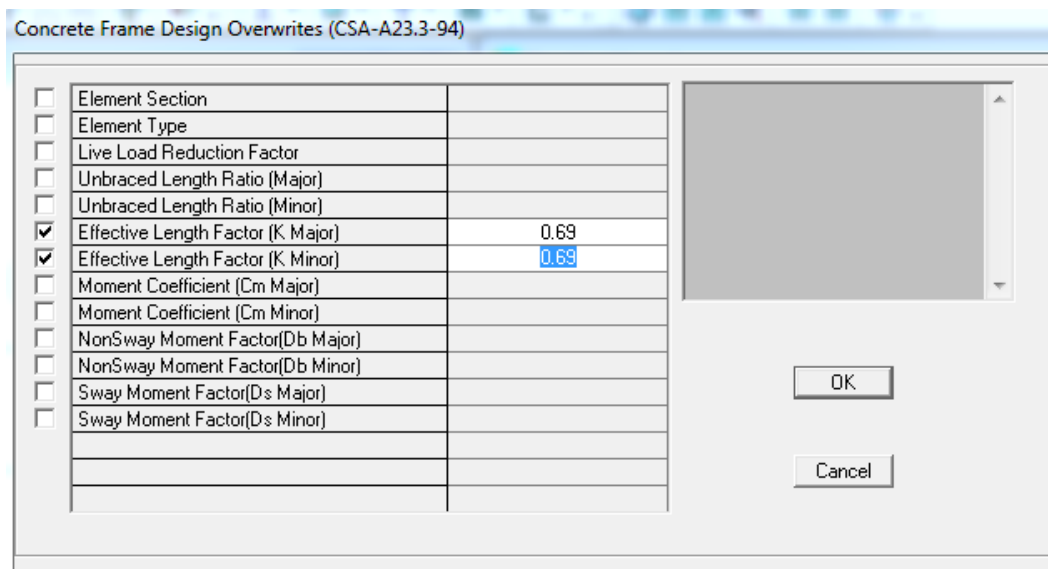 Concrete Frame Design Overwrites (CSA-A23.3-94)
Element Section
Element Type
Live Load Reduction Factor
Unbraced Length Ratio (Major)
Unbraced Length Ratio (Minor)
Effective Length Factor (K Major) 0.69
Effective Length Factor (K Minor) 0.69
Moment Coefficient (Cm Major)
Moment Coefficient (Cm Minor)
NonSway Moment Factor(Db Major)
NonSway Moment Factor(Db Minor)
Sway Moment Factor(Ds Major)
Sway Moment Factor(Ds Minor)
OK
Cancel